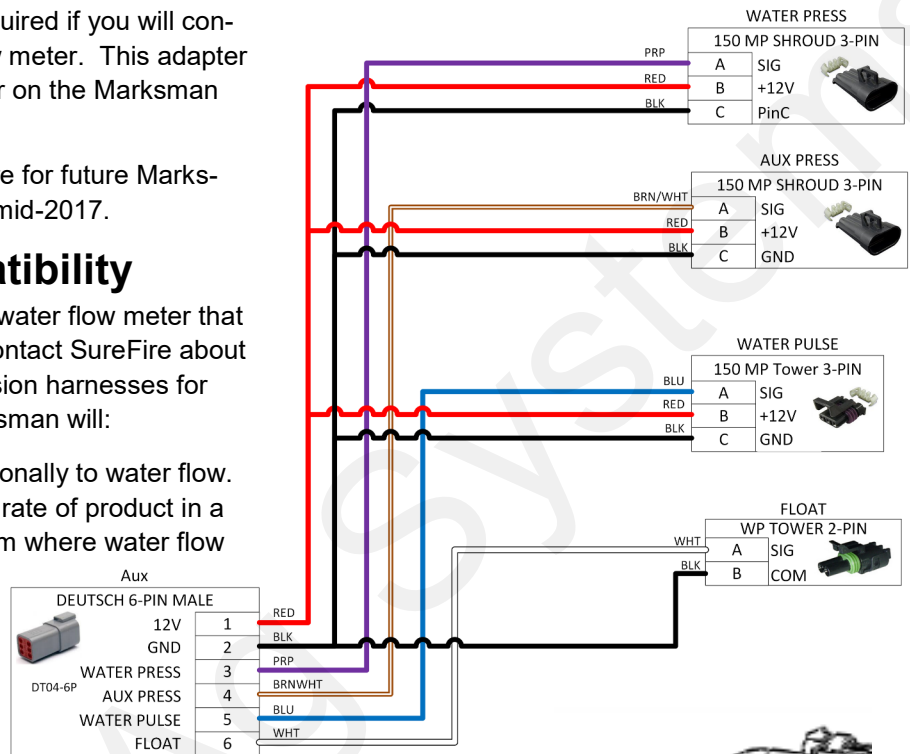 uired if you will con-
meter. This adapter
on the Marksman
e for future Marks-
mid-2017.
atibility
water flow meter that
ontact SureFire about
sion harnesses for
sman will:
onally to water flow.
rate of product in a
m where water flow
WATER PRESS
150 MP SHROUD 3-PIN
PRP
A SIG
RED
B +12V
BLK
C PinC
AUX PRESS
150 MP SHROUD 3-PIN
BRN/WHT
A SIG
RED
B +12V
BLK
C GND
WATER PULSE
150 MP Tower 3-PIN
BLU
A SIG
RED
B +12V
BLK
C GND
FLOAT
WP TOWER 2-PIN
WHT
A SIG
BLK
B COM
Aux
DEUTSCH 6-PIN MALE
DT04-6P
12V 1 RED
GND 2 BLK
WATER PRESS 3 PRP
AUX PRESS 4 BRNWHT
WATER PULSE 5 BLU
FLOAT 6 WHT
Ag Systems